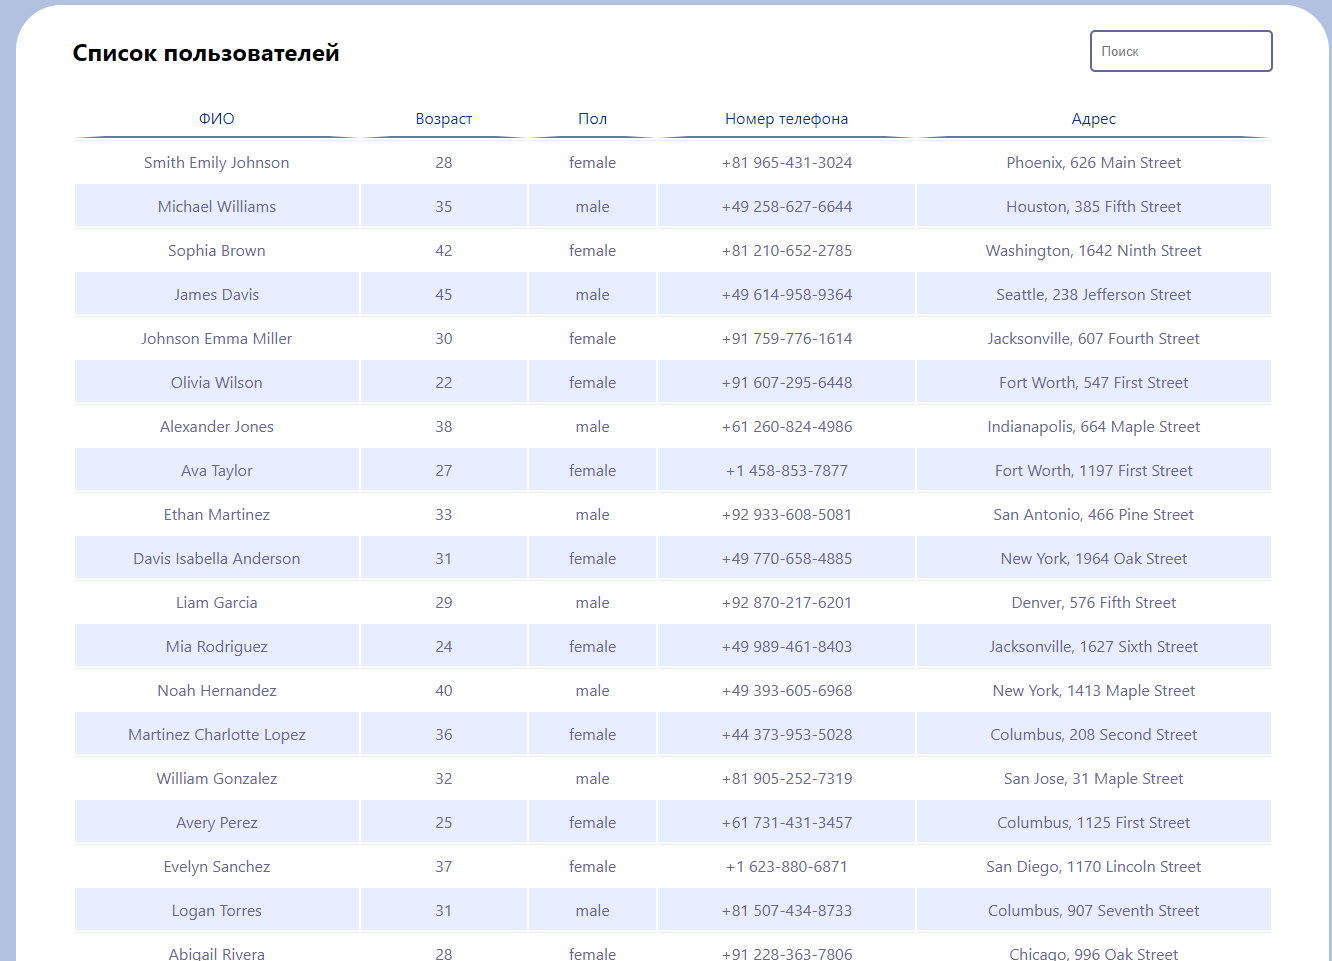 Список пользователей
Поиск
ФИО Возраст Пол Номер телефона Адрес
Smith Emily Johnson 28 female +81 965-431-3024 Phoenix, 626 Main Street
Michael Williams 35 male +49 258-627-6644 Houston, 385 Fifth Street
Sophia Brown 42 female +81 210-652-2785 Washington, 1642 Ninth Street
James Davis 45 male +49 614-958-9364 Seattle, 238 Jefferson Street
Johnson Emma Miller 30 female +91 759-776-1614 Jacksonville, 607 Fourth Street
Olivia Wilson 22 female +91 607-295-6448 Fort Worth, 547 First Street
Alexander Jones 38 male +61 260-824-4986 Indianapolis, 664 Maple Street
Ava Taylor 27 female +1 458-853-7877 Fort Worth, 1197 First Street
Ethan Martinez 33 male +92 933-608-5081 San Antonio, 466 Pine Street
Davis Isabella Anderson 31 female +49 770-658-4885 New York, 1964 Oak Street
Liam Garcia 29 male +92 870-217-6201 Denver, 576 Fifth Street
Mia Rodriguez 24 female +49 989-461-8403 Jacksonville, 1627 Sixth Street
Noah Hernandez 40 male +49 393-605-6968 New York, 1413 Maple Street
Martinez Charlotte Lopez 36 female +44 373-953-5028 Columbus, 208 Second Street
William Gonzalez 32 male +81 905-252-7319 San Jose, 31 Maple Street
Avery Perez 25 female +61 731-431-3457 Columbus, 1125 First Street
Evelyn Sanchez 37 female +1 623-880-6871 San Diego, 1170 Lincoln Street
Logan Torres 31 male +81 507-434-8733 Columbus, 907 Seventh Street
Abigail Rivera 28 female +91 228-363-7806 Chicago, 996 Oak Street